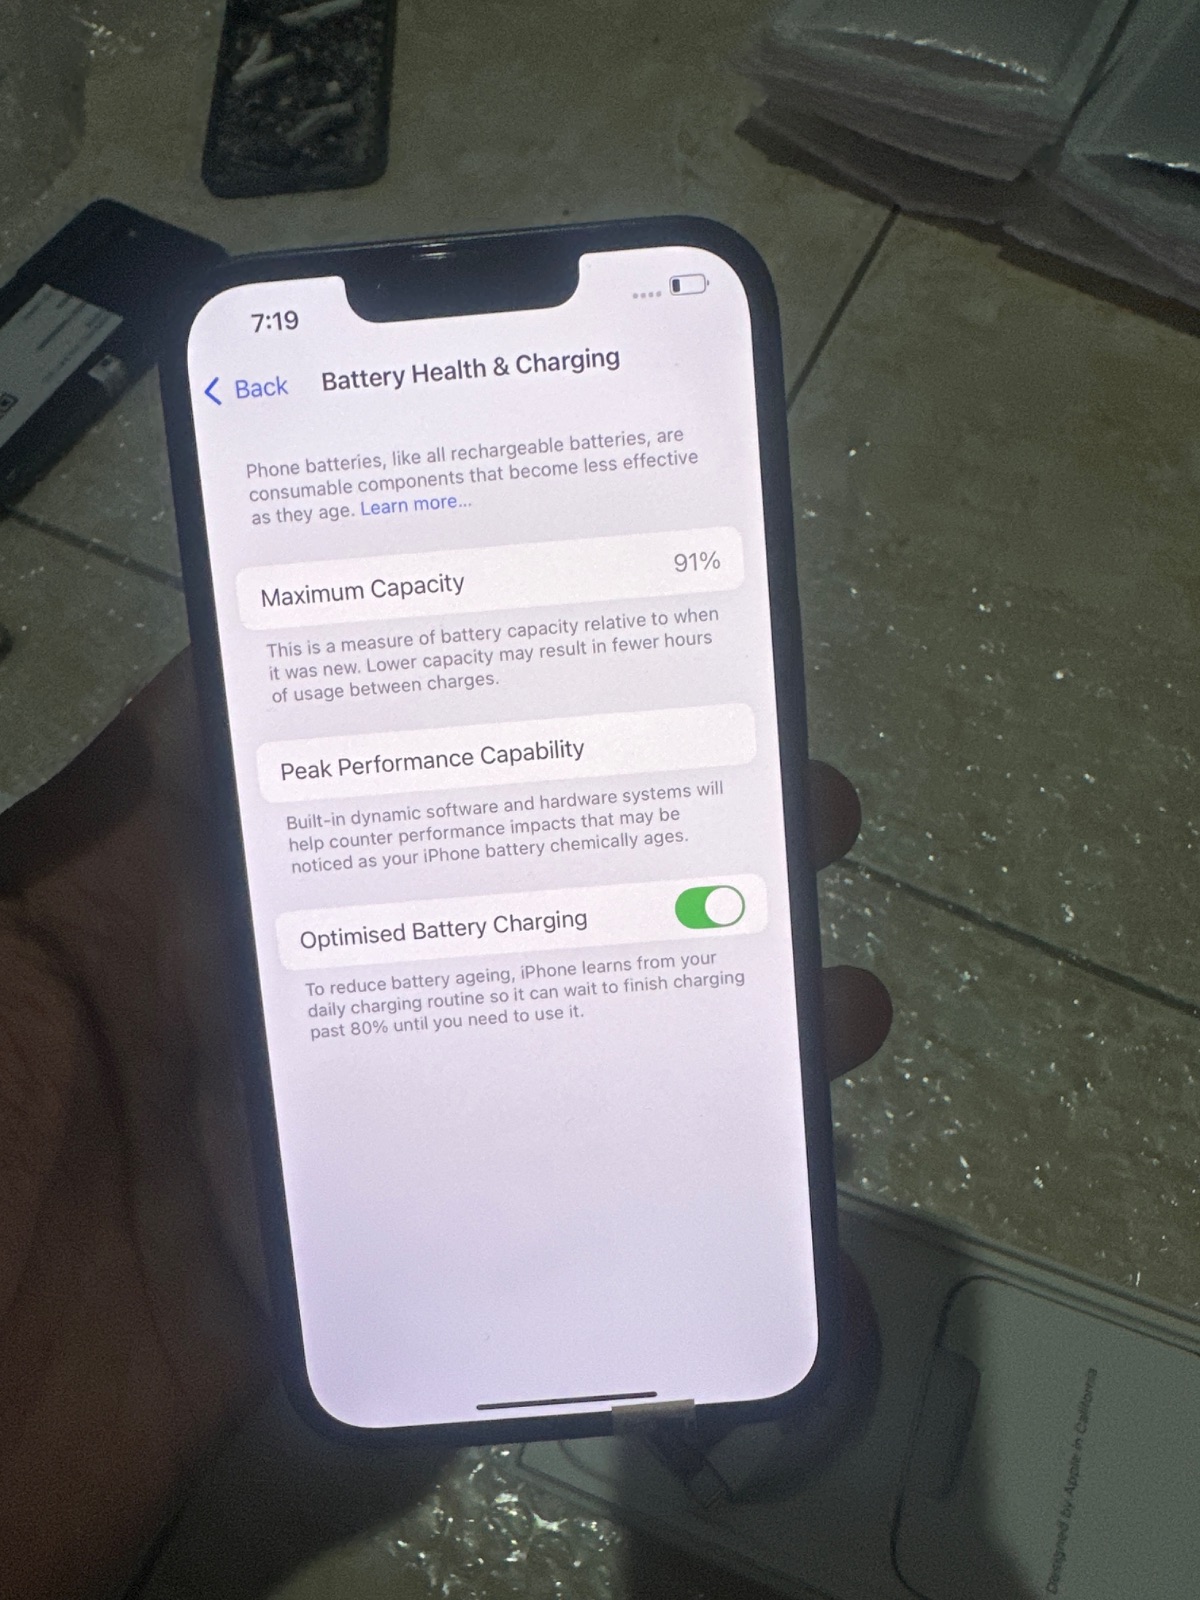 7:19
Back
Battery Health & Charging
Phone batteries, like all rechargeable batteries, are
consumable components that become less effective
as they age. Learn more...
Maximum Capacity 91%
This is a measure of battery capacity relative to when
it was new. Lower capacity may result in fewer hours
of usage between charges.
Peak Performance Capability
Built-in dynamic software and hardware systems will
help counter performance impacts that may be
noticed as your iPhone battery chemically ages.
Optimised Battery Charging
To reduce battery ageing, iPhone learns from your
daily charging routine so it can wait to finish charging
past 80% until you need to use it.
Designed by Apple in California